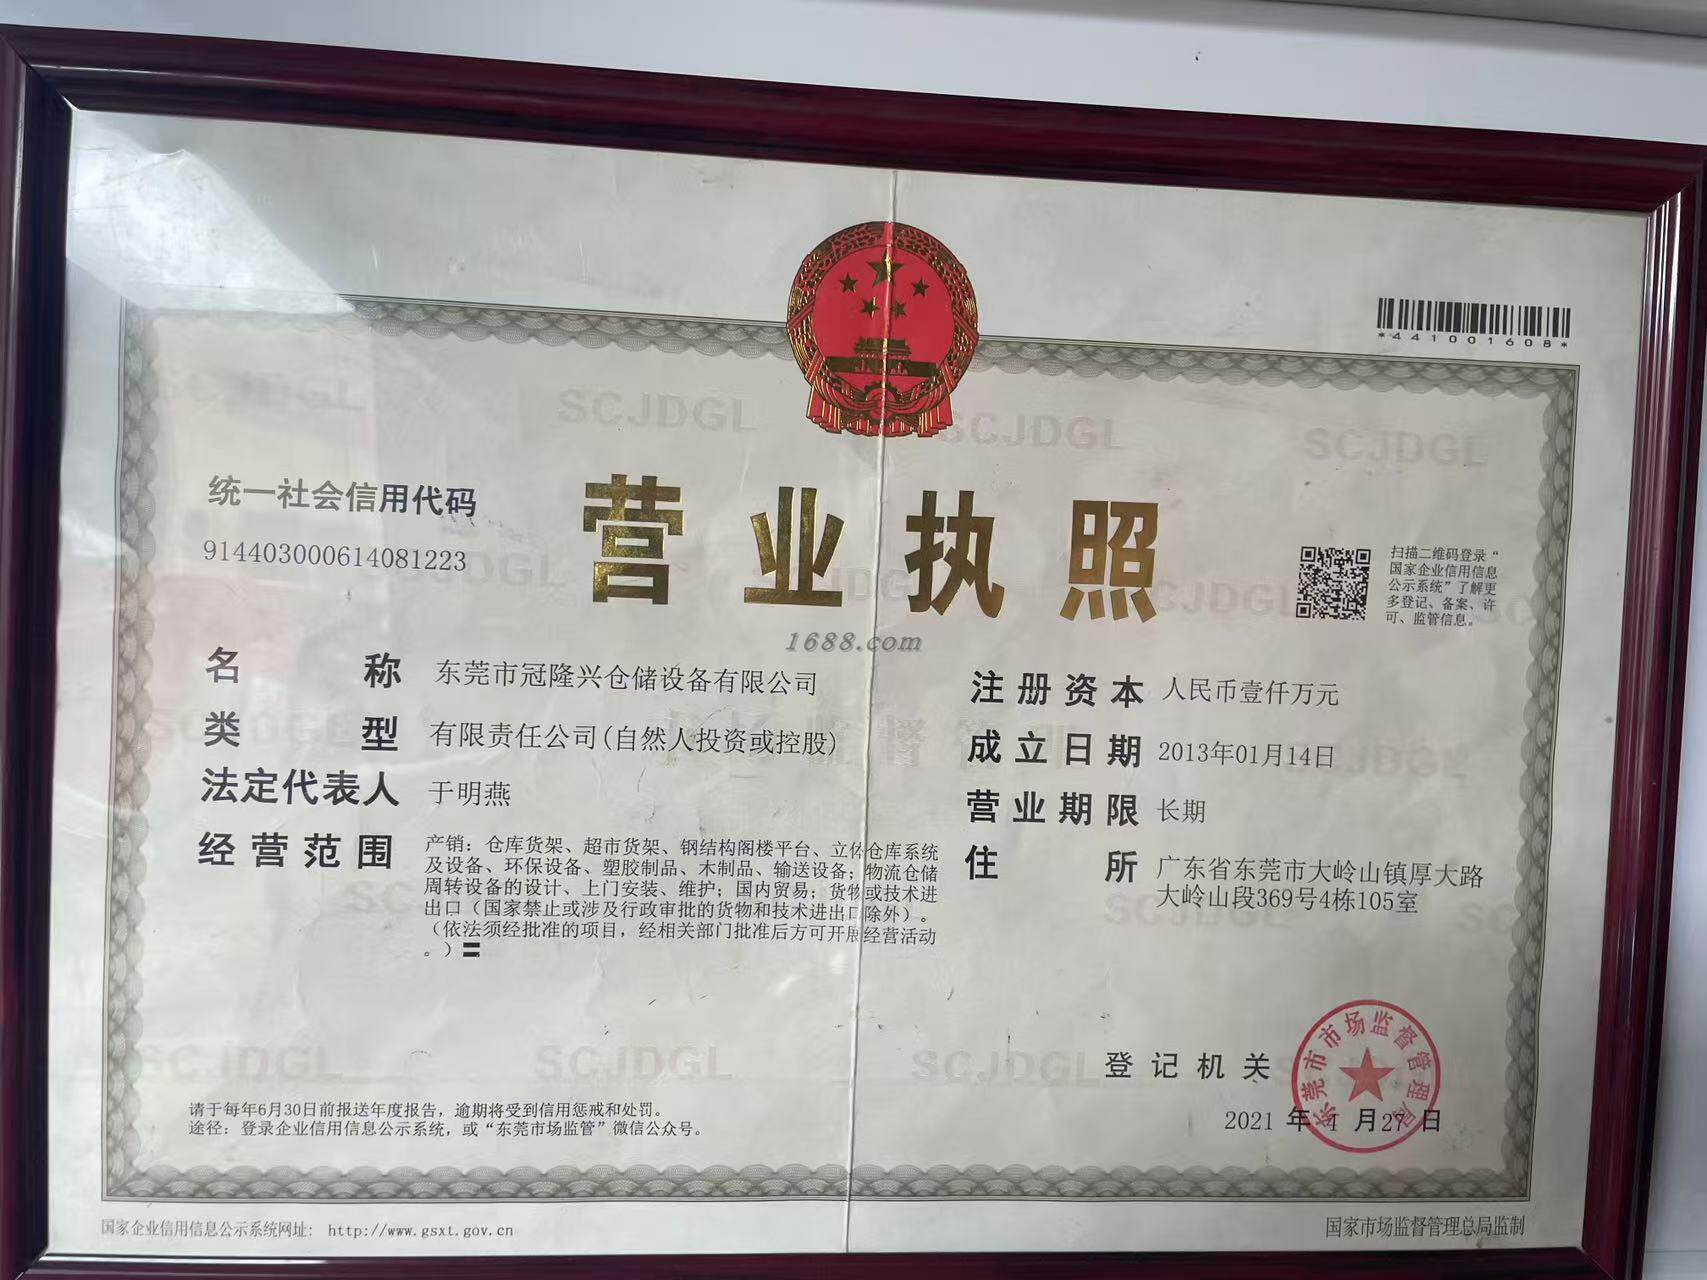 *441001608*
统一社会信用代码
914403000614081223
营业执照
扫描二维码登录“
国家企业信用信息
公示系统”了解更
多登记、备案、许
可、监管信息。
1688.com
名称 东莞市冠隆兴仓储设备有限公司
类型 有限责任公司(自然人投资或控股)
法定代表人 于明燕
经营范围 产销：仓库货架、超市货架、钢结构阁楼平台、立体仓库系统
及设备、环保设备、塑胶制品、木制品、输送设备；物流仓储
周转设备的设计、上门安装、维护；国内贸易；货物或技术进
出口（国家禁止或涉及行政审批的货物和技术进出口除外）。
（依法须经批准的项目，经相关部门批准后方可开展经营活动
。）
注册资本 人民币壹仟万元
成立日期 2013年01月14日
营业期限 长期
住所 广东省东莞市大岭山镇厚大路
大岭山段369号4栋105室
登记机关
东莞市市场监督管理局
2021 年 月27 日
请于每年6月30日前报送年度报告，逾期将受到信用惩戒和处罚。
途径：登录企业信用信息公示系统，或“东莞市场监管”微信公众号。
国家企业信用信息公示系统网址：http://www.gsxt.gov.cn
国家市场监督管理总局监制